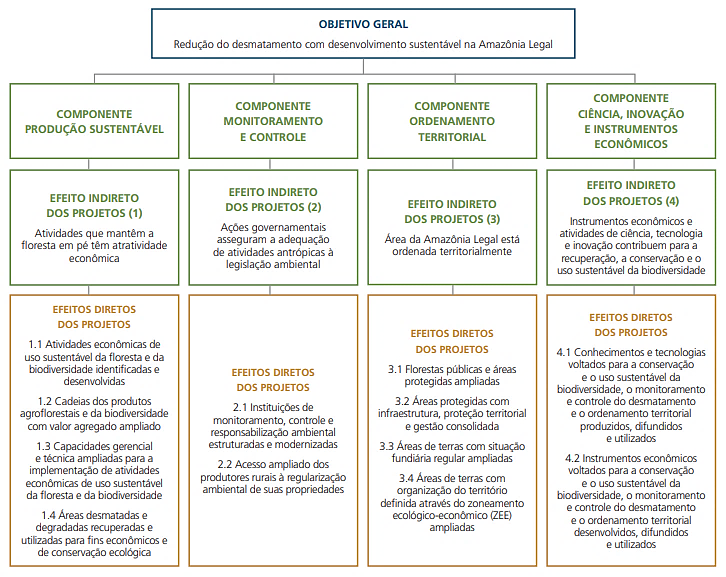 OBJETIVO GERAL
Redução do desmatamento com desenvolvimento sustentável na Amazônia Legal
COMPONENTE
PRODUÇÃO SUSTENTÁVEL
EFEITO INDIRETO
DOS PROJETOS (1)
Atividades que mantêm a
floresta em pé têm atratividade
econômica
EFEITOS DIRETOS
DOS PROJETOS
1.1 Atividades econômicas de
uso sustentável da floresta e da
biodiversidade identificadas e
desenvolvidas
1.2 Cadeias dos produtos
agroflorestais e da biodiversidade
com valor agregado ampliado
1.3 Capacidades gerencial
e técnica ampliadas para a
implementação de atividades
econômicas de uso sustentável
da floresta e da biodiversidade
1.4 Áreas desmatadas e
degradadas recuperadas e
utilizadas para fins econômicos e
de conservação ecológica
COMPONENTE
MONITORAMENTO
E CONTROLE
EFEITO INDIRETO
DOS PROJETOS (2)
Ações governamentais
asseguram a adequação
de atividades antrópicas à
legislação ambiental
EFEITOS DIRETOS
DOS PROJETOS
2.1 Instituições de
monitoramento, controle e
responsabilização ambiental
estruturadas e modernizadas
2.2 Acesso ampliado dos
produtores rurais à regularização
ambiental de suas propriedades
COMPONENTE
ORDENAMENTO
TERRITORIAL
EFEITO INDIRETO
DOS PROJETOS (3)
Área da Amazônia Legal está
ordenada territorialmente
EFEITOS DIRETOS
DOS PROJETOS
3.1 Florestas públicas e áreas
protegidas ampliadas
3.2 Áreas protegidas com
infraestrutura, proteção territorial
e gestão consolidada
3.3 Áreas de terras com situação
fundiária regular ampliadas
3.4 Áreas de terras com
organização do território
definida através do zoneamento
ecológico-econômico (ZEE)
ampliadas
COMPONENTE
CIÊNCIA, INOVAÇÃO
E INSTRUMENTOS
ECONÔMICOS
EFEITO INDIRETO
DOS PROJETOS (4)
Instrumentos econômicos e
atividades de ciência, tecnologia
e inovação contribuem para a
recuperação, a conservação e o
uso sustentável da biodiversidade
EFEITOS DIRETOS
DOS PROJETOS
4.1 Conhecimentos e tecnologias
voltados para a conservação
e o uso sustentável da
biodiversidade, o monitoramento
e controle do desmatamento
e o ordenamento territorial
produzidos, difundidos
e utilizados
4.2 Instrumentos econômicos
voltados para a conservação
e o uso sustentável da
biodiversidade, o monitoramento
e controle do desmatamento
e o ordenamento territorial
desenvolvidos, difundidos
e utilizados